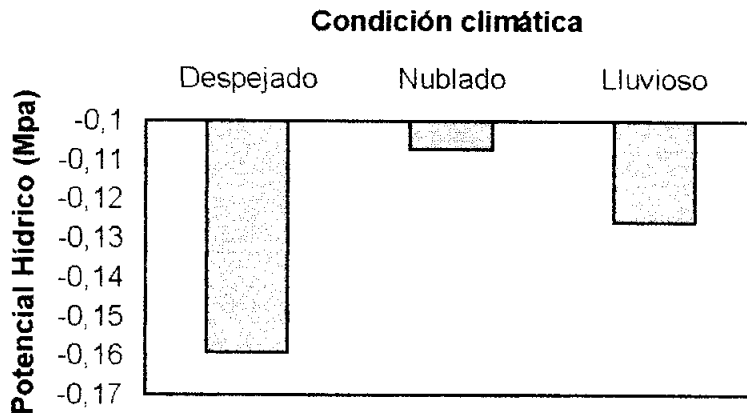 Condición climática
Despejado Nublado Lluvioso
Potencial Hídrico (Mpa)
-0,1
-0,11
-0,12
-0,13
-0,14
-0,15
-0,16
-0,17